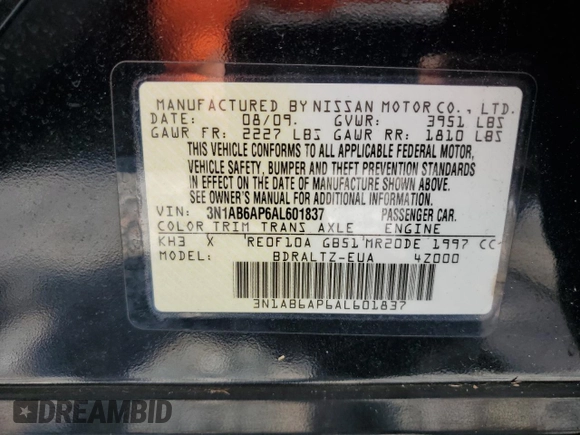 MANUFACTURED BY NISSAN MOTOR CO., LTD.
DATE: 08/09. GVWR: 3951 LBS
GAWR FR: 2227 LBS GAWR RR: 1810 LBS
THIS VEHICLE CONFORMS TO ALL APPLICABLE FEDERAL MOTOR,
VEHICLE SAFETY, BUMPER AND THEFT PREVENTION STANDARDS
IN EFFECT ON THE DATE OF MANUFACTURE SHOWN ABOVE.
SEE OWNER'S MANUAL FOR ADDITIONAL INFORMATION.
VIN: 3N1AB6AP6AL601837 PASSENGER CAR.
COLOR TRIM TRANS AXLE ENGINE
KH3 X RE0F10A GB51 MR20DE 1997 CC
BDRALTZ-EUA 4Z000
3N1AB6AP6AL601837
DREAMBID